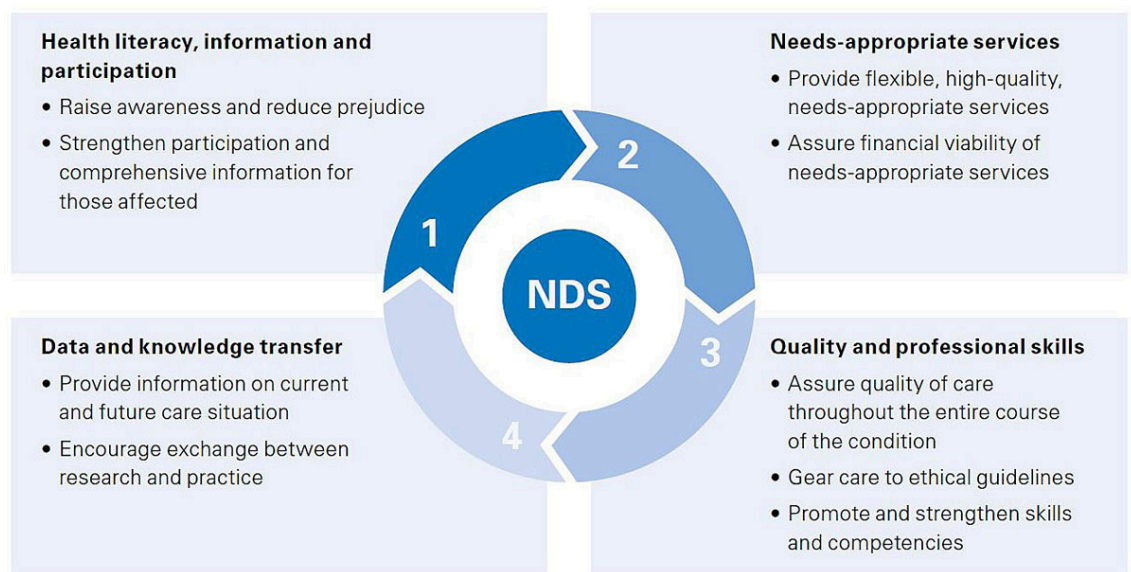 Health literacy, information and
participation
• Raise awareness and reduce prejudice
• Strengthen participation and
comprehensive information for
those affected
1
Needs-appropriate services
• Provide flexible, high-quality,
needs-appropriate services
• Assure financial viability of
needs-appropriate services
2
NDS
Quality and professional skills
• Assure quality of care
throughout the entire course
of the condition
• Gear care to ethical guidelines
• Promote and strengthen skills
and competencies
3
Data and knowledge transfer
• Provide information on current
and future care situation
• Encourage exchange between
research and practice
4